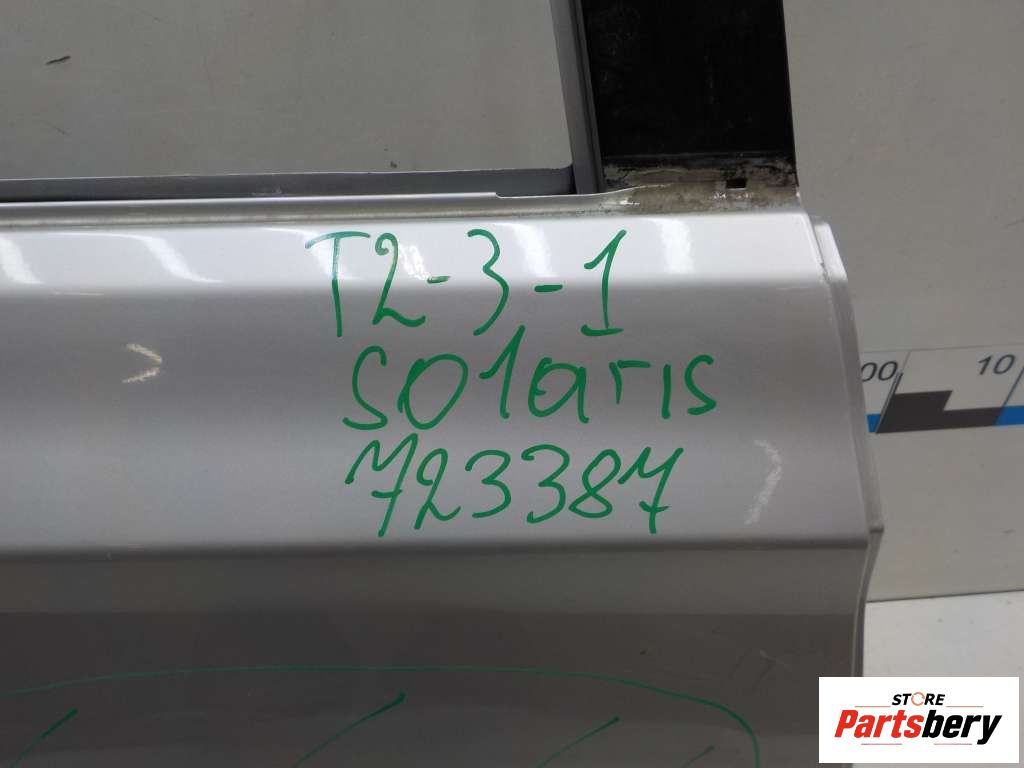 T2-3-1
solaris
723387
00 10
STORE
Partsbery